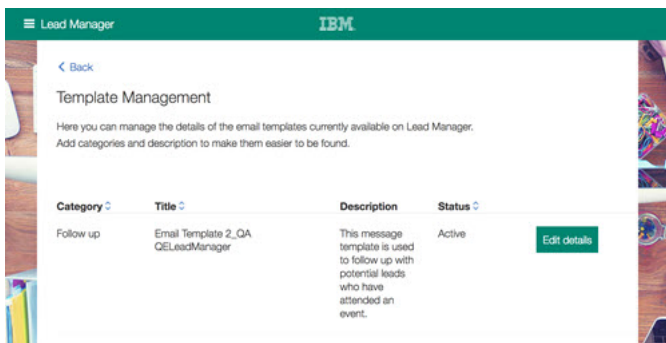 Lead Manager
IBM
Back
Template Management
Here you can manage the details of the email templates currently available on Lead Manager.
Add categories and description to make them easier to be found.
Category Title Description Status
Follow up Email Template 2_QA This message Active Edit details
QELeadManager template is used
to follow up with
potential leads
who have
attended an
event.